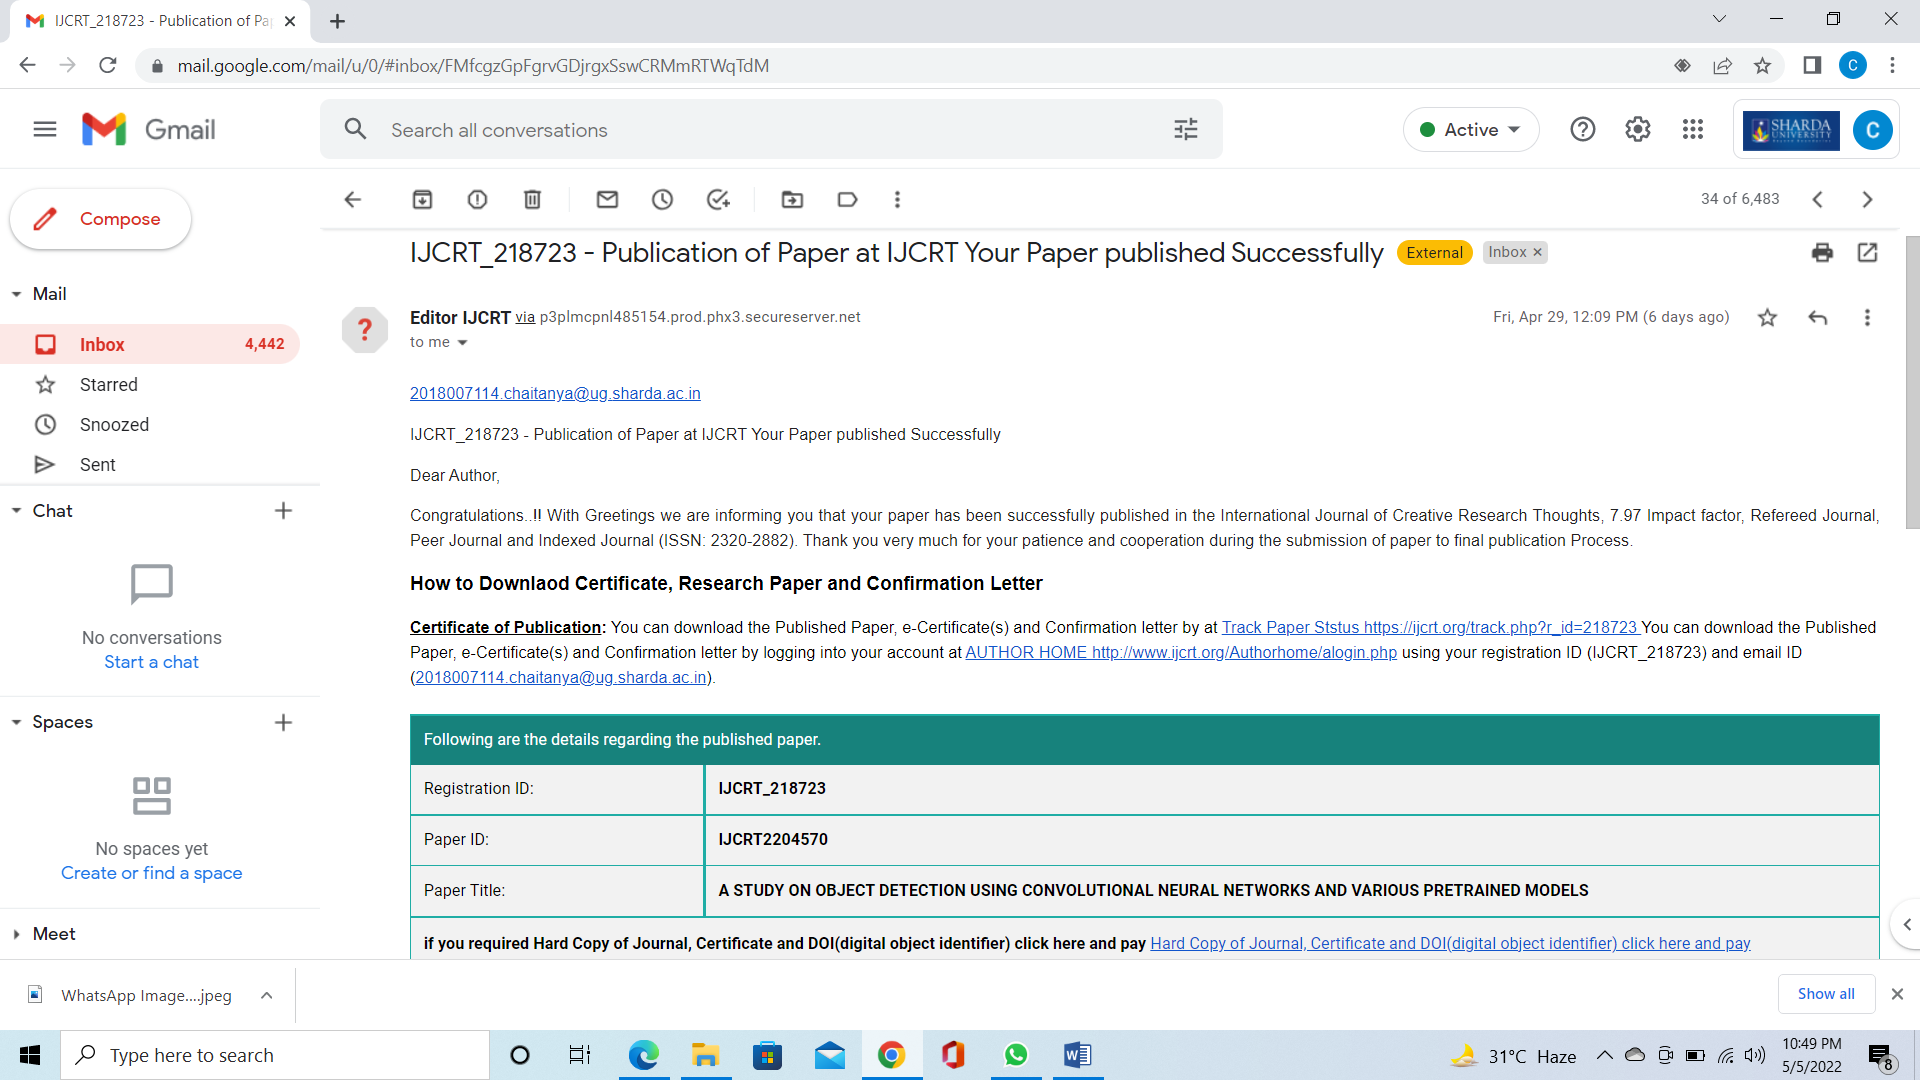 IJCRT_218723 - Publication of Pa
mail.google.com/mail/u/0/#inbox/FMfcgzGpFgrvGDjrgxSswCRMmRTWqTdM
C
Gmail
Search all conversations
Active
SHARDA
UNIVERSITY
C
Compose
34 of 6,483
IJCRT_218723 - Publication of Paper at IJCRT Your Paper published Successfully External Inbox ×
Mail
Editor IJCRT via p3plmcpnl485154.prod.phx3.secureserver.net
Fri, Apr 29, 12:09 PM (6 days ago)
to me
Inbox 4,442
Starred
Snoozed
Sent
2018007114.chaitanya@ug.sharda.ac.in
IJCRT_218723 - Publication of Paper at IJCRT Your Paper published Successfully
Dear Author,
Congratulations..!! With Greetings we are informing you that your paper has been successfully published in the International Journal of Creative Research Thoughts, 7.97 Impact factor, Refereed Journal,
Peer Journal and Indexed Journal (ISSN: 2320-2882). Thank you very much for your patience and cooperation during the submission of paper to final publication Process.
How to Downlaod Certificate, Research Paper and Confirmation Letter
Certificate of Publication: You can download the Published Paper, e-Certificate(s) and Confirmation letter by at Track Paper Ststus https://ijcrt.org/track.php?r_id=218723 You can download the Published
Paper, e-Certificate(s) and Confirmation letter by logging into your account at AUTHOR HOME http://www.ijcrt.org/Authorhome/alogin.php using your registration ID (IJCRT_218723) and email ID
(2018007114.chaitanya@ug.sharda.ac.in).
Following are the details regarding the published paper.
Registration ID: IJCRT_218723
Paper ID: IJCRT2204570
Paper Title: A STUDY ON OBJECT DETECTION USING CONVOLUTIONAL NEURAL NETWORKS AND VARIOUS PRETRAINED MODELS
if you required Hard Copy of Journal, Certificate and DOI(digital object identifier) click here and pay Hard Copy of Journal, Certificate and DOI(digital object identifier) click here and pay
Chat
No conversations
Start a chat
Spaces
No spaces yet
Create or find a space
Meet
WhatsApp Image....jpeg
Show all
Type here to search
31°C Haze
10:49 PM
5/5/2022
8